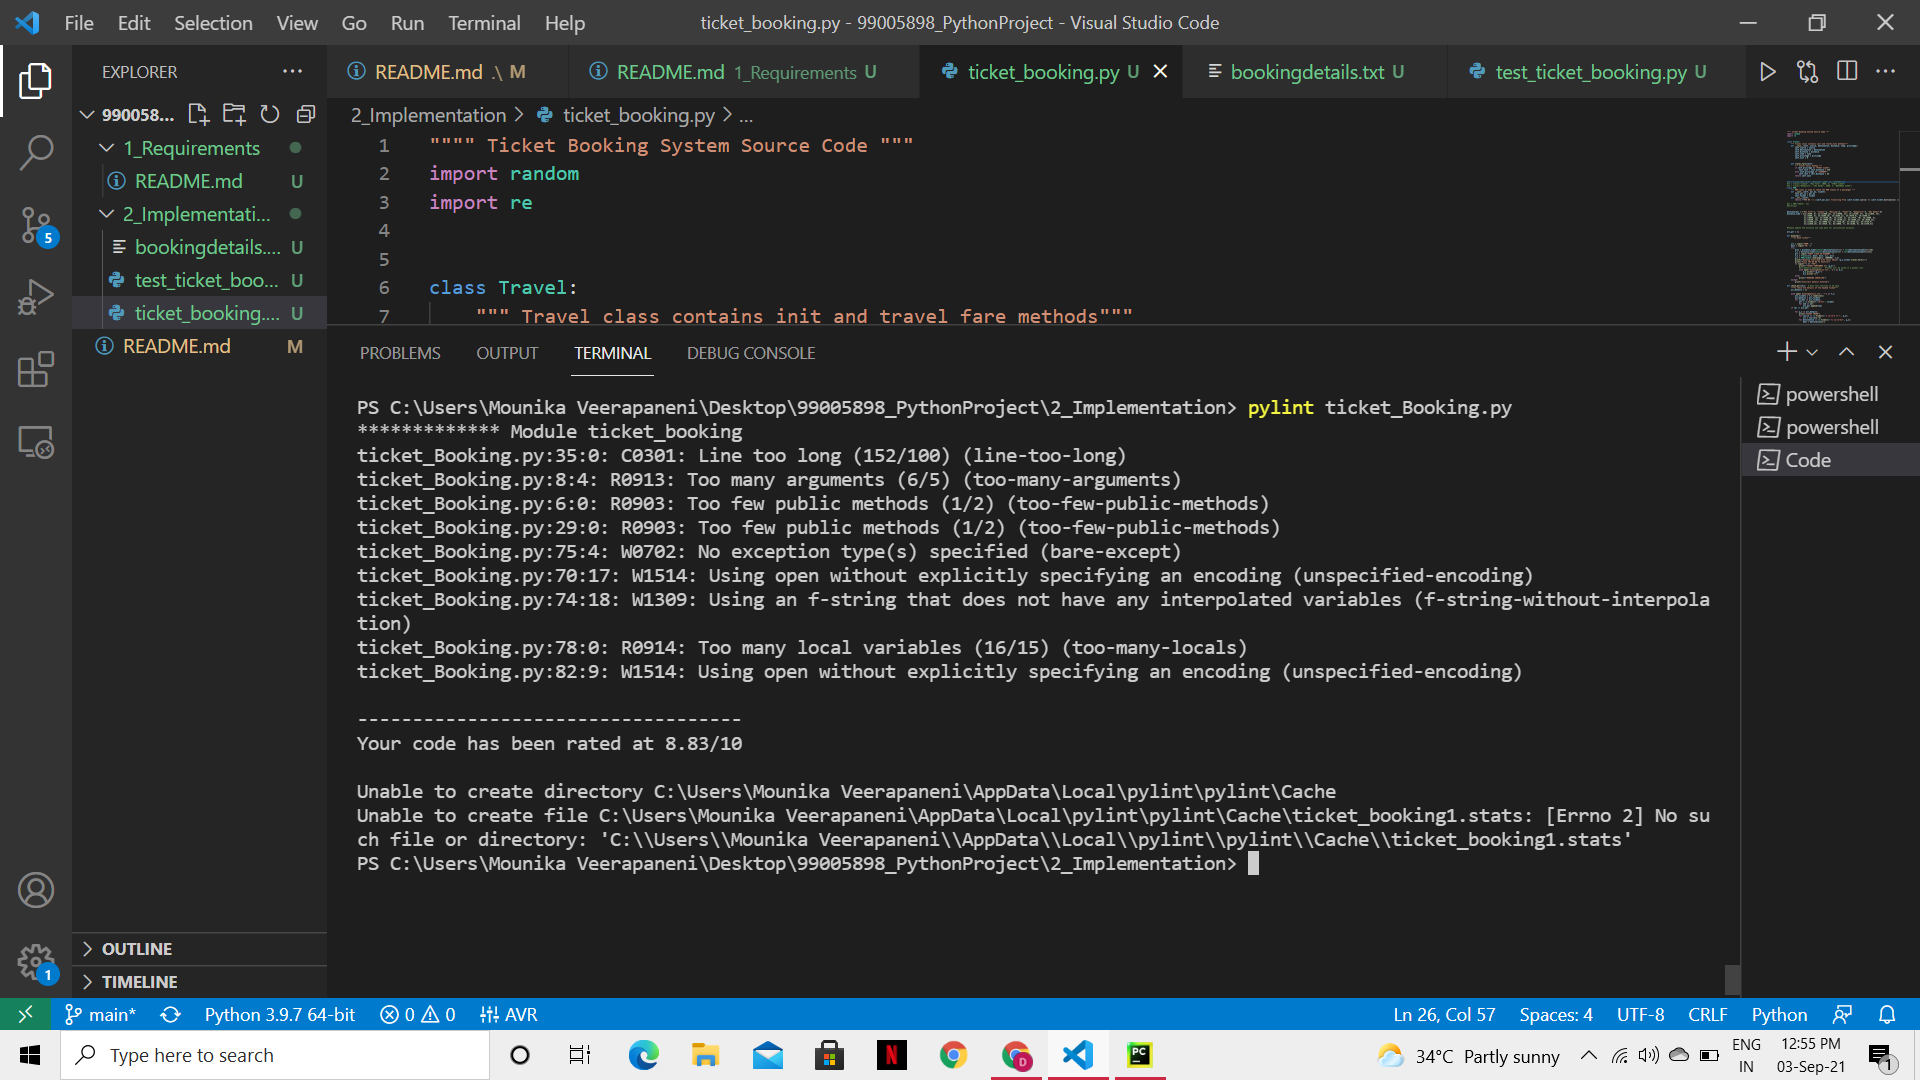 File Edit Selection View Go Run Terminal Help
ticket_booking.py - 99005898_PythonProject - Visual Studio Code
EXPLORER
README.md .\ M
README.md 1_Requirements U
ticket_booking.py U
bookingdetails.txt U
test_ticket_booking.py U
990058...
2_Implementation > ticket_booking.py > ...
1_Requirements
README.md U
2_Implementati...
bookingdetails.... U
test_ticket_boo... U
ticket_booking.... U
README.md M
1 """" Ticket Booking System Source Code """
2 import random
3 import re
4
5
6 class Travel:
7 """ Travel class contains init and travel fare methods"""
PROBLEMS OUTPUT TERMINAL DEBUG CONSOLE
powershell
powershell
Code
PS C:\Users\Mounika Veerapaneni\Desktop\99005898_PythonProject\2_Implementation> pylint ticket_Booking.py
************* Module ticket_booking
ticket_Booking.py:35:0: C0301: Line too long (152/100) (line-too-long)
ticket_Booking.py:8:4: R0913: Too many arguments (6/5) (too-many-arguments)
ticket_Booking.py:6:0: R0903: Too few public methods (1/2) (too-few-public-methods)
ticket_Booking.py:29:0: R0903: Too few public methods (1/2) (too-few-public-methods)
ticket_Booking.py:75:4: W0702: No exception type(s) specified (bare-except)
ticket_Booking.py:70:17: W1514: Using open without explicitly specifying an encoding (unspecified-encoding)
ticket_Booking.py:74:18: W1309: Using an f-string that does not have any interpolated variables (f-string-without-interpola
tion)
ticket_Booking.py:78:0: R0914: Too many local variables (16/15) (too-many-locals)
ticket_Booking.py:82:9: W1514: Using open without explicitly specifying an encoding (unspecified-encoding)
-----------------------------------
Your code has been rated at 8.83/10
Unable to create directory C:\Users\Mounika Veerapaneni\AppData\Local\pylint\pylint\Cache
Unable to create file C:\Users\Mounika Veerapaneni\AppData\Local\pylint\pylint\Cache\ticket_booking1.stats: [Errno 2] No su
ch file or directory: 'C:\\Users\\Mounika Veerapaneni\\AppData\\Local\\pylint\\pylint\\Cache\\ticket_booking1.stats'
PS C:\Users\Mounika Veerapaneni\Desktop\99005898_PythonProject\2_Implementation>
5
1
OUTLINE
TIMELINE
main* Python 3.9.7 64-bit 0 0 AVR
Ln 26, Col 57 Spaces: 4 UTF-8 CRLF Python
Type here to search
N
D
PC
34°C Partly sunny
ENG
IN
12:55 PM
03-Sep-21
1